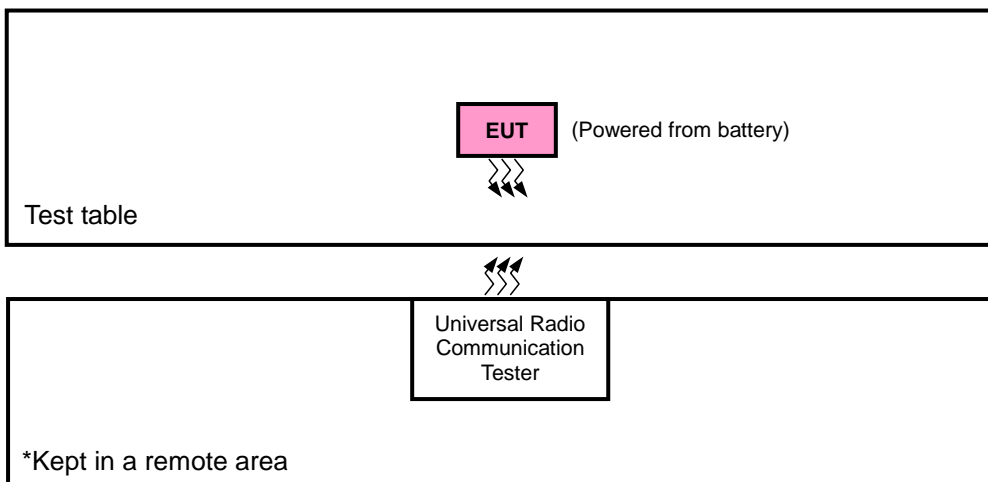 EUT
(Powered from battery)
Test table
Universal Radio
Communication
Tester
*Kept in a remote area